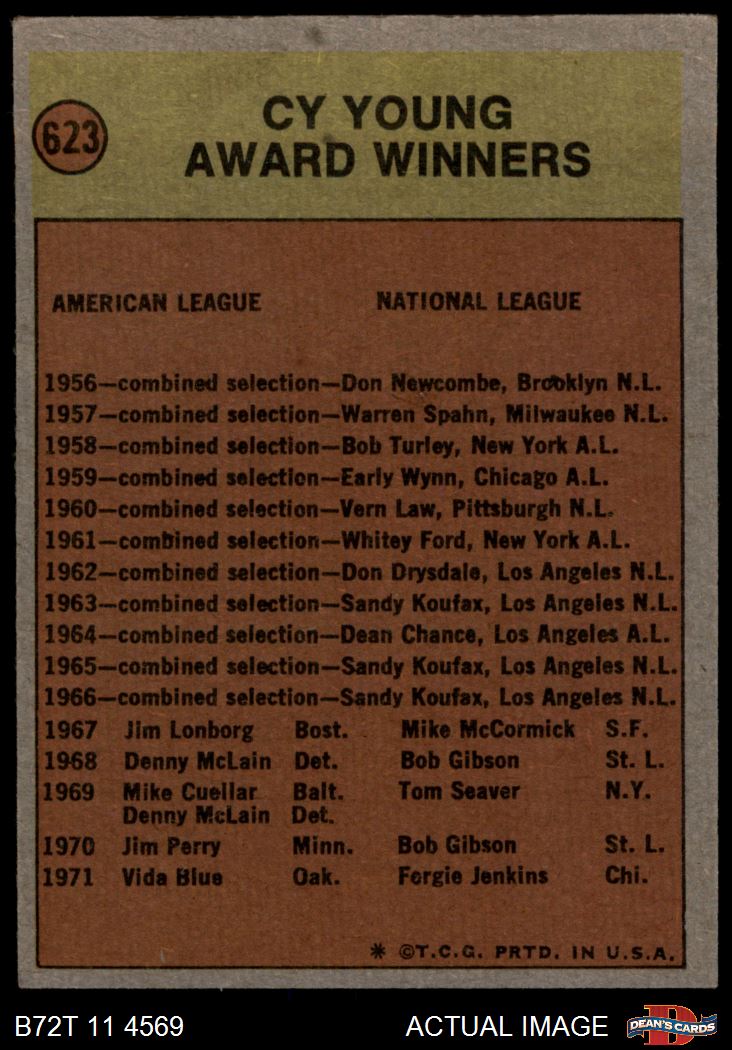 623
CY YOUNG
AWARD WINNERS
AMERICAN LEAGUE NATIONAL LEAGUE
1956—combined selection—Don Newcombe, Brooklyn N.L.
1957—combined selection—Warren Spahn, Milwaukee N.L.
1958—combined selection—Bob Turley, New York A.L.
1959—combined selection—Early Wynn, Chicago A.L.
1960—combined selection—Vern Law, Pittsburgh N.L.
1961—combined selection—Whitey Ford, New York A.L.
1962—combined selection—Don Drysdale, Los Angeles N.L.
1963—combined selection—Sandy Koufax, Los Angeles N.L.
1964—combined selection—Dean Chance, Los Angeles A.L.
1965—combined selection—Sandy Koufax, Los Angeles N.L.
1966—combined selection—Sandy Koufax, Los Angeles N.L.
1967 Jim Lonborg Bost. Mike McCormick S.F.
1968 Denny McLain Det. Bob Gibson St. L.
1969 Mike Cuellar Balt. Tom Seaver N.Y.
Denny McLain Det.
1970 Jim Perry Minn. Bob Gibson St. L.
1971 Vida Blue Oak. Fergie Jenkins Chi.
* ©T.C.G. PRTD. IN U.S.A.
B72T 11 4569 ACTUAL IMAGE DEAN'S CARDS